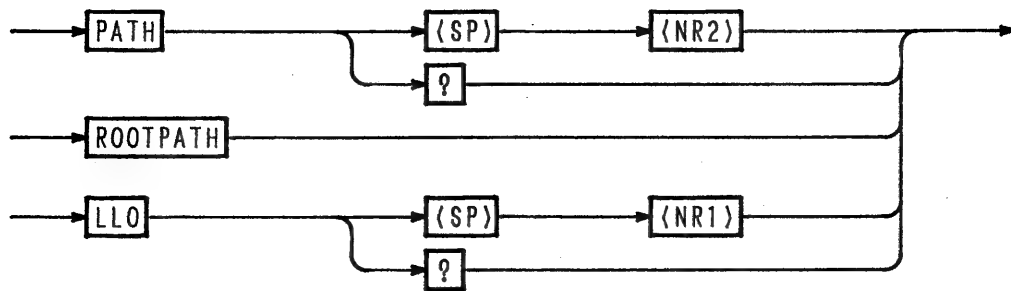 PATH ⟨SP⟩ ⟨NR2⟩
?
ROOTPATH
LLO ⟨SP⟩ ⟨NR1⟩
?